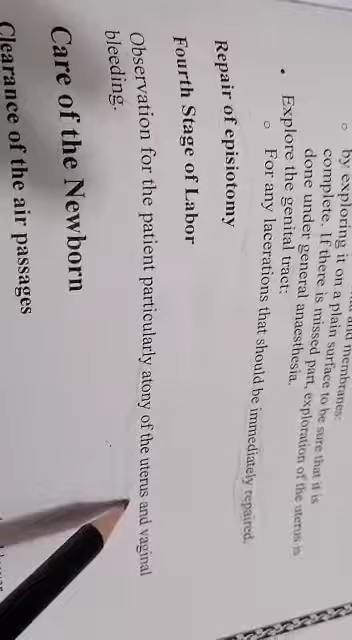 and membranes:
o by exploring it on a plain surface to be sure that it is
complete. If there is missed part, exploration of the uterus is
done under general anaesthesia.
• Explore the genital tract:
o For any lacerations that should be immediately repaired.
Repair of episiotomy
Fourth Stage of Labor
Observation for the patient particularly atony of the uterus and vaginal
bleeding.
Care of the Newborn
Clearance of the air passages